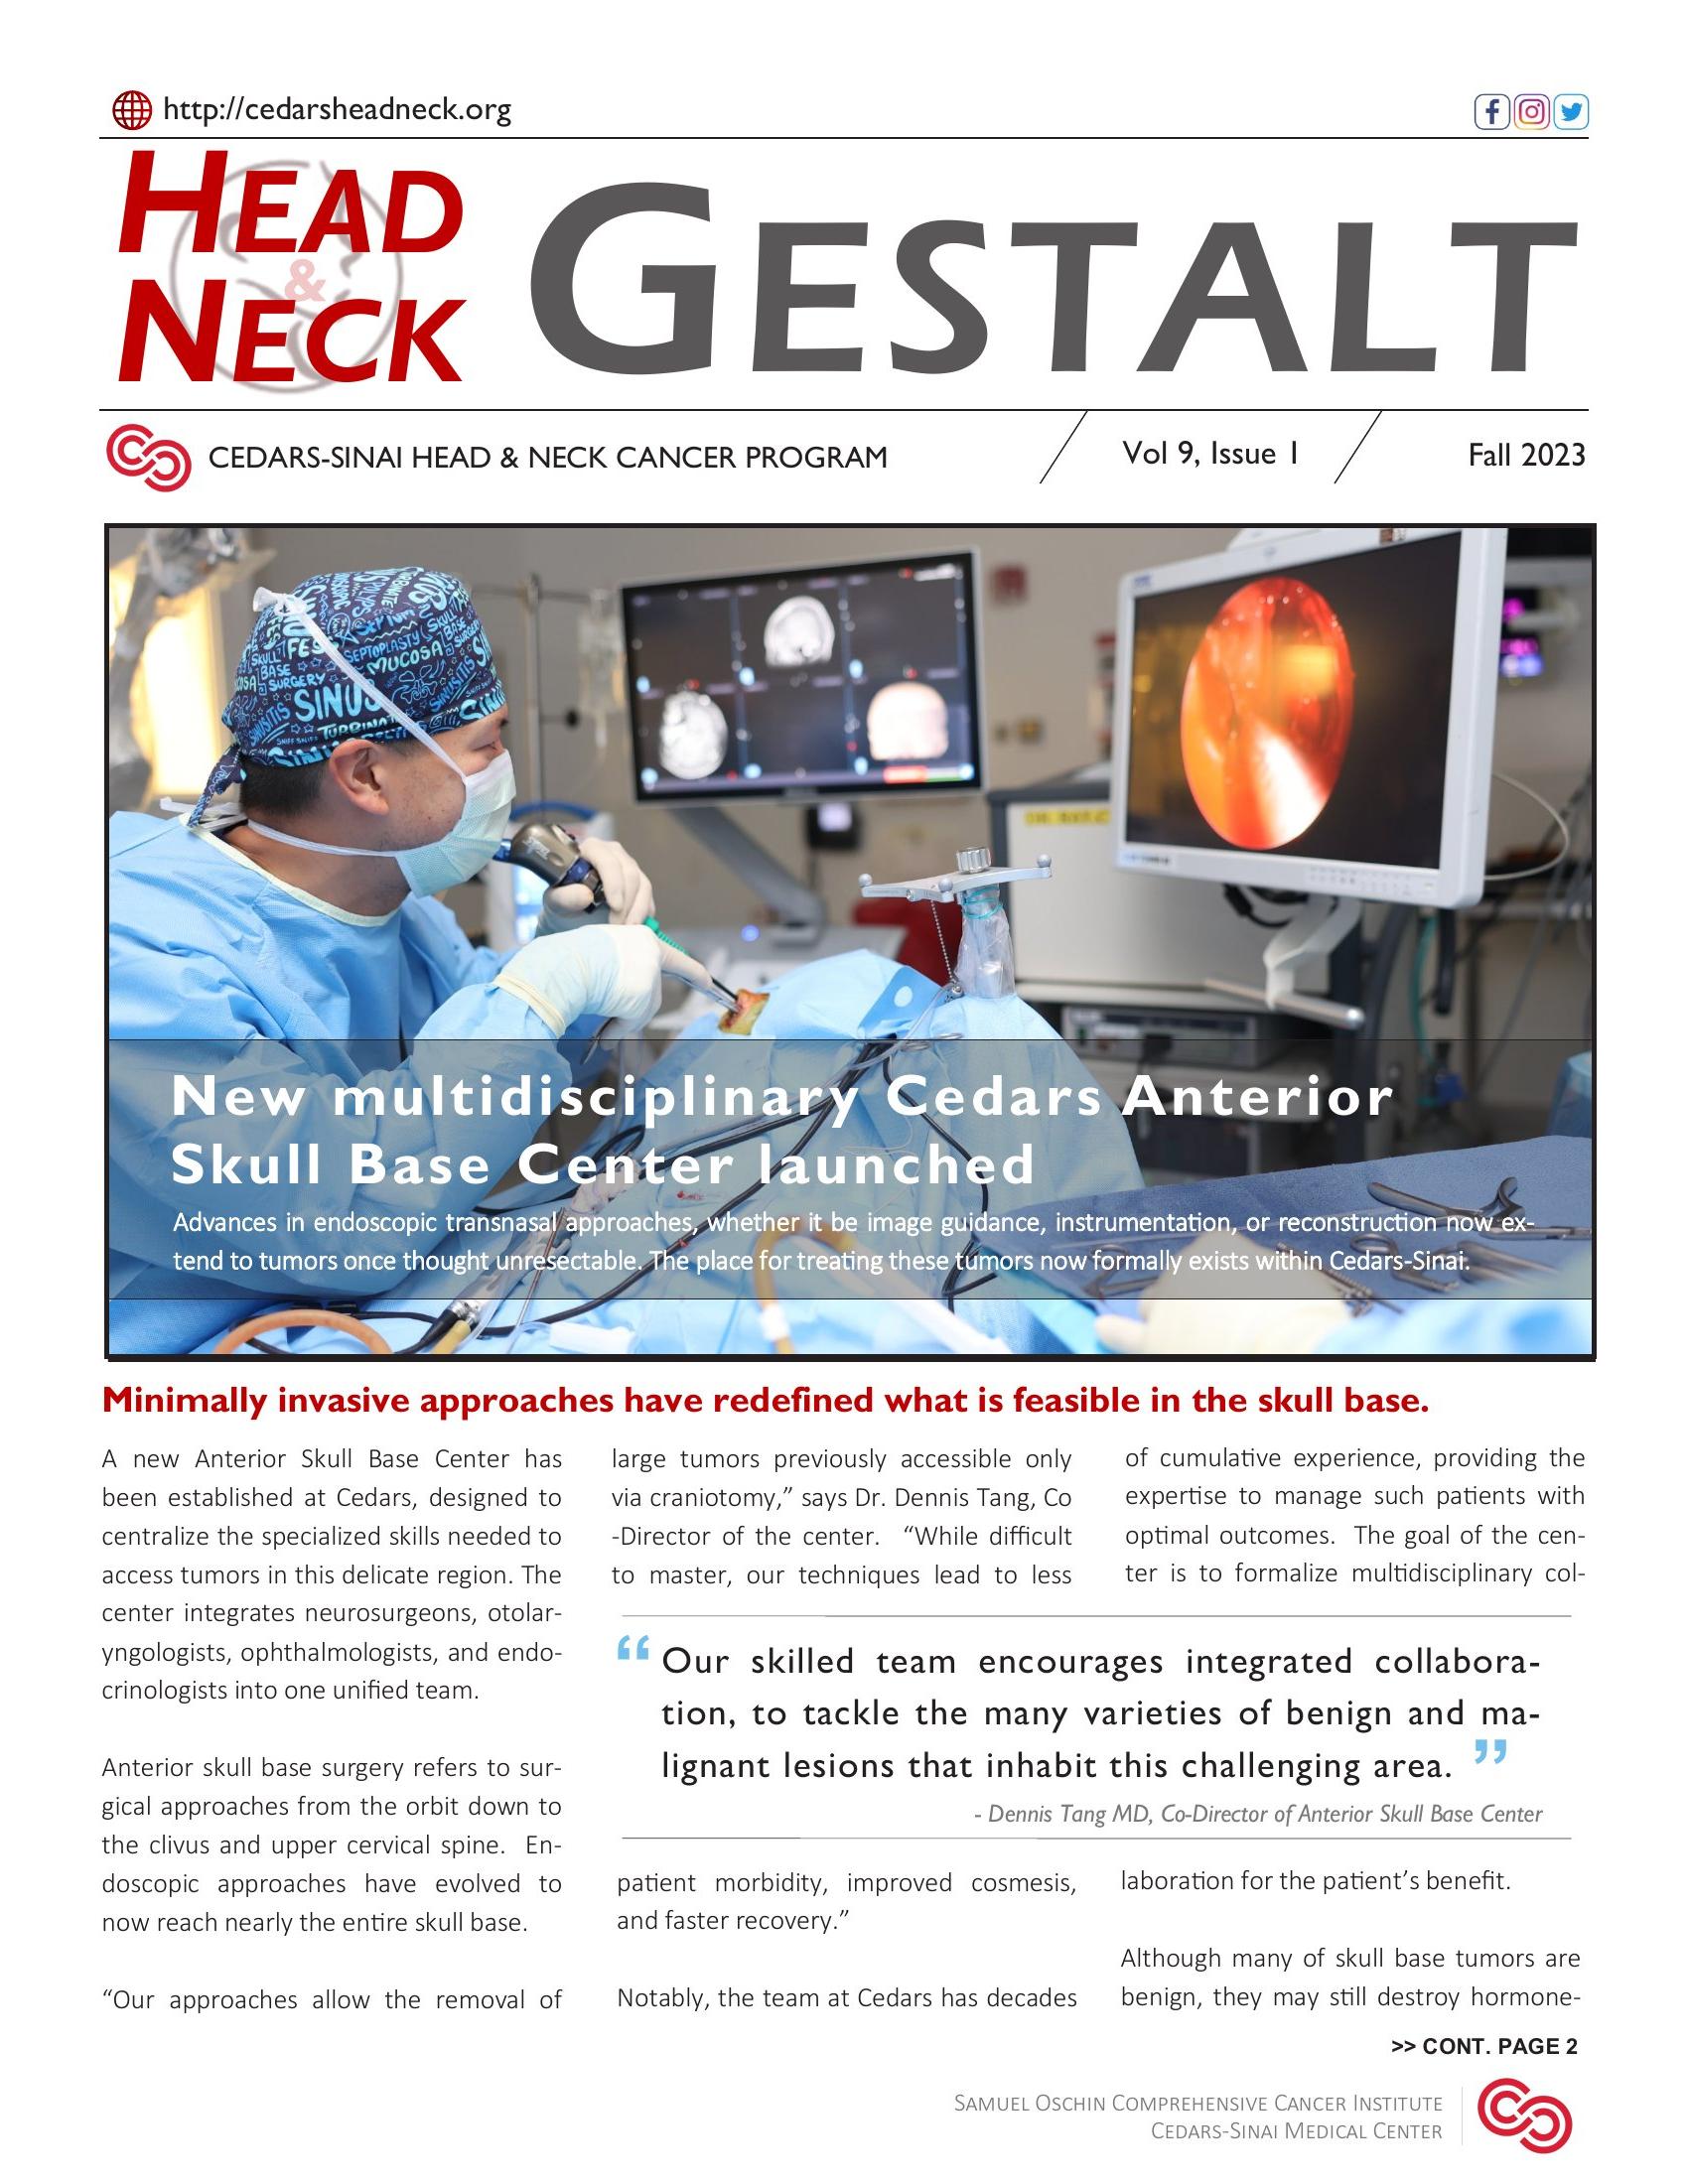 http://cedarsheadneck.org
HEAD
&
NECK
GESTALT
CEDARS-SINAI HEAD & NECK CANCER PROGRAM
Vol 9, Issue 1
Fall 2023
SEPTOPLASTY
MUCOSA
SKULL
BASE
SURGERY
SINUS
New multidisciplinary Cedars Anterior
Skull Base Center launched
Advances in endoscopic transnasal approaches, whether it be image guidance, instrumentation, or reconstruction now ex-
tend to tumors once thought unresectable. The place for treating these tumors now formally exists within Cedars-Sinai.
Minimally invasive approaches have redefined what is feasible in the skull base.
A new Anterior Skull Base Center has
been established at Cedars, designed to
centralize the specialized skills needed to
access tumors in this delicate region. The
center integrates neurosurgeons, otolar-
yngologists, ophthalmologists, and endo-
crinologists into one unified team.
Anterior skull base surgery refers to sur-
gical approaches from the orbit down to
the clivus and upper cervical spine.  En-
doscopic approaches have evolved to
now reach nearly the entire skull base.
“Our approaches allow the removal of
large tumors previously accessible only
via craniotomy,” says Dr. Dennis Tang, Co
-Director of the center.  “While difficult
to master, our techniques lead to less
patient morbidity, improved cosmesis,
and faster recovery.”
Notably, the team at Cedars has decades
of cumulative experience, providing the
expertise to manage such patients with
optimal outcomes.  The goal of the cen-
ter is to formalize multidisciplinary col-
laboration for the patient’s benefit.
Although many of skull base tumors are
benign, they may still destroy hormone-
“ Our skilled team encourages integrated collabora-
tion, to tackle the many varieties of benign and ma-
lignant lesions that inhabit this challenging area. ”
- Dennis Tang MD, Co-Director of Anterior Skull Base Center
>> CONT. PAGE 2
SAMUEL OSCHIN COMPREHENSIVE CANCER INSTITUTE
CEDARS-SINAI MEDICAL CENTER